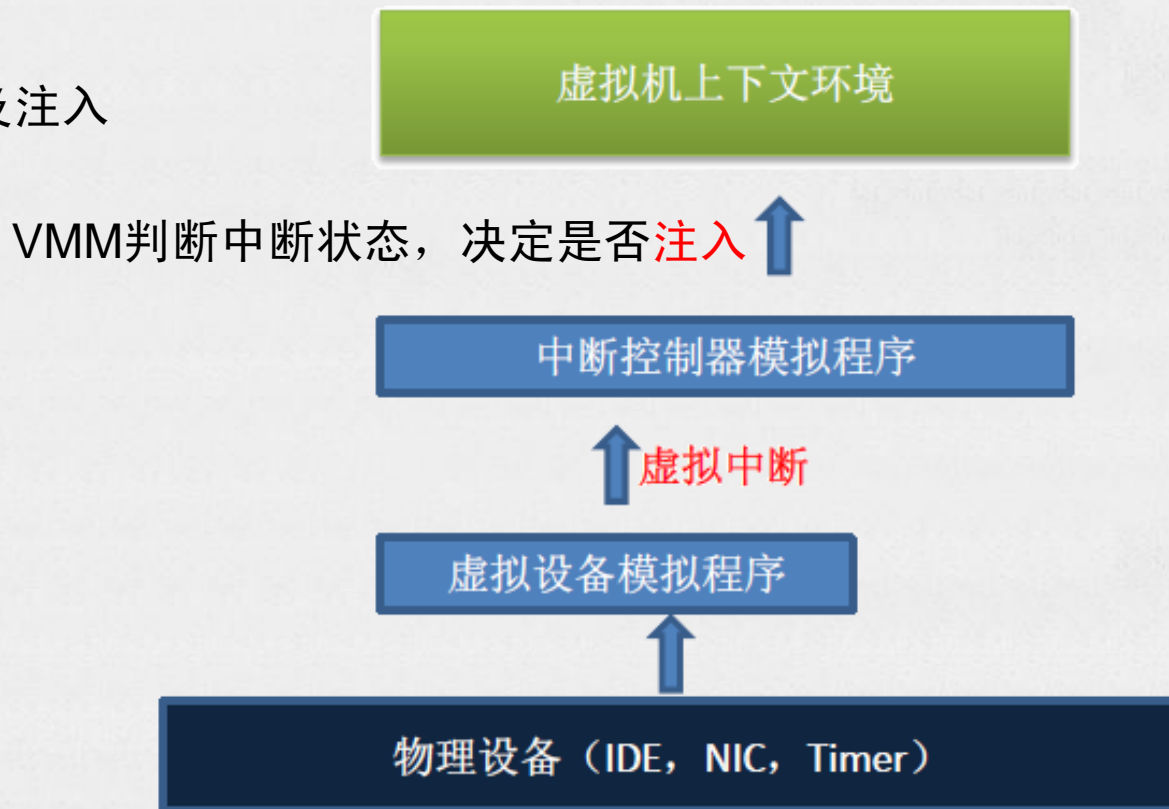 虚拟机上下文环境
及注入
VMM判断中断状态，决定是否注入
中断控制器模拟程序
虚拟中断
虚拟设备模拟程序
物理设备（IDE，NIC，Timer）